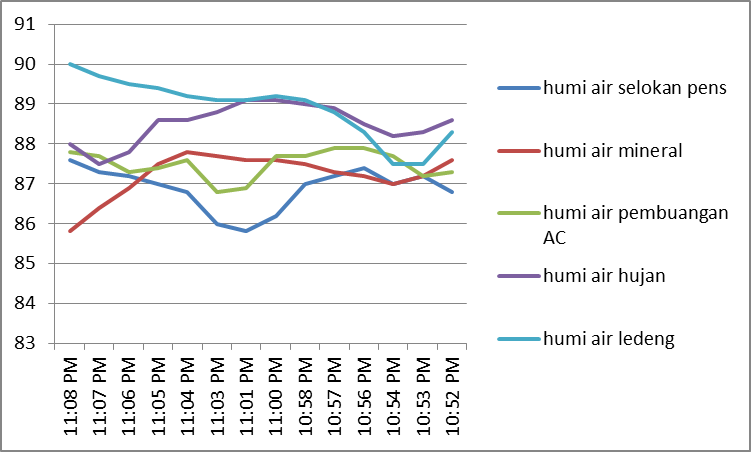 91
90
89
88
87
86
85
84
83
11:08 PM
11:07 PM
11:06 PM
11:05 PM
11:04 PM
11:03 PM
11:01 PM
11:00 PM
10:58 PM
10:57 PM
10:56 PM
10:54 PM
10:53 PM
10:52 PM
humi air selokan pens
humi air mineral
humi air pembuangan
AC
humi air hujan
humi air ledeng